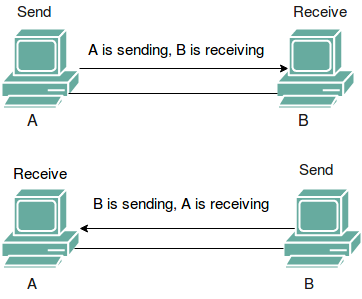 Send
Receive
A is sending, B is receiving
A
B
Receive
Send
B is sending, A is receiving
A
B